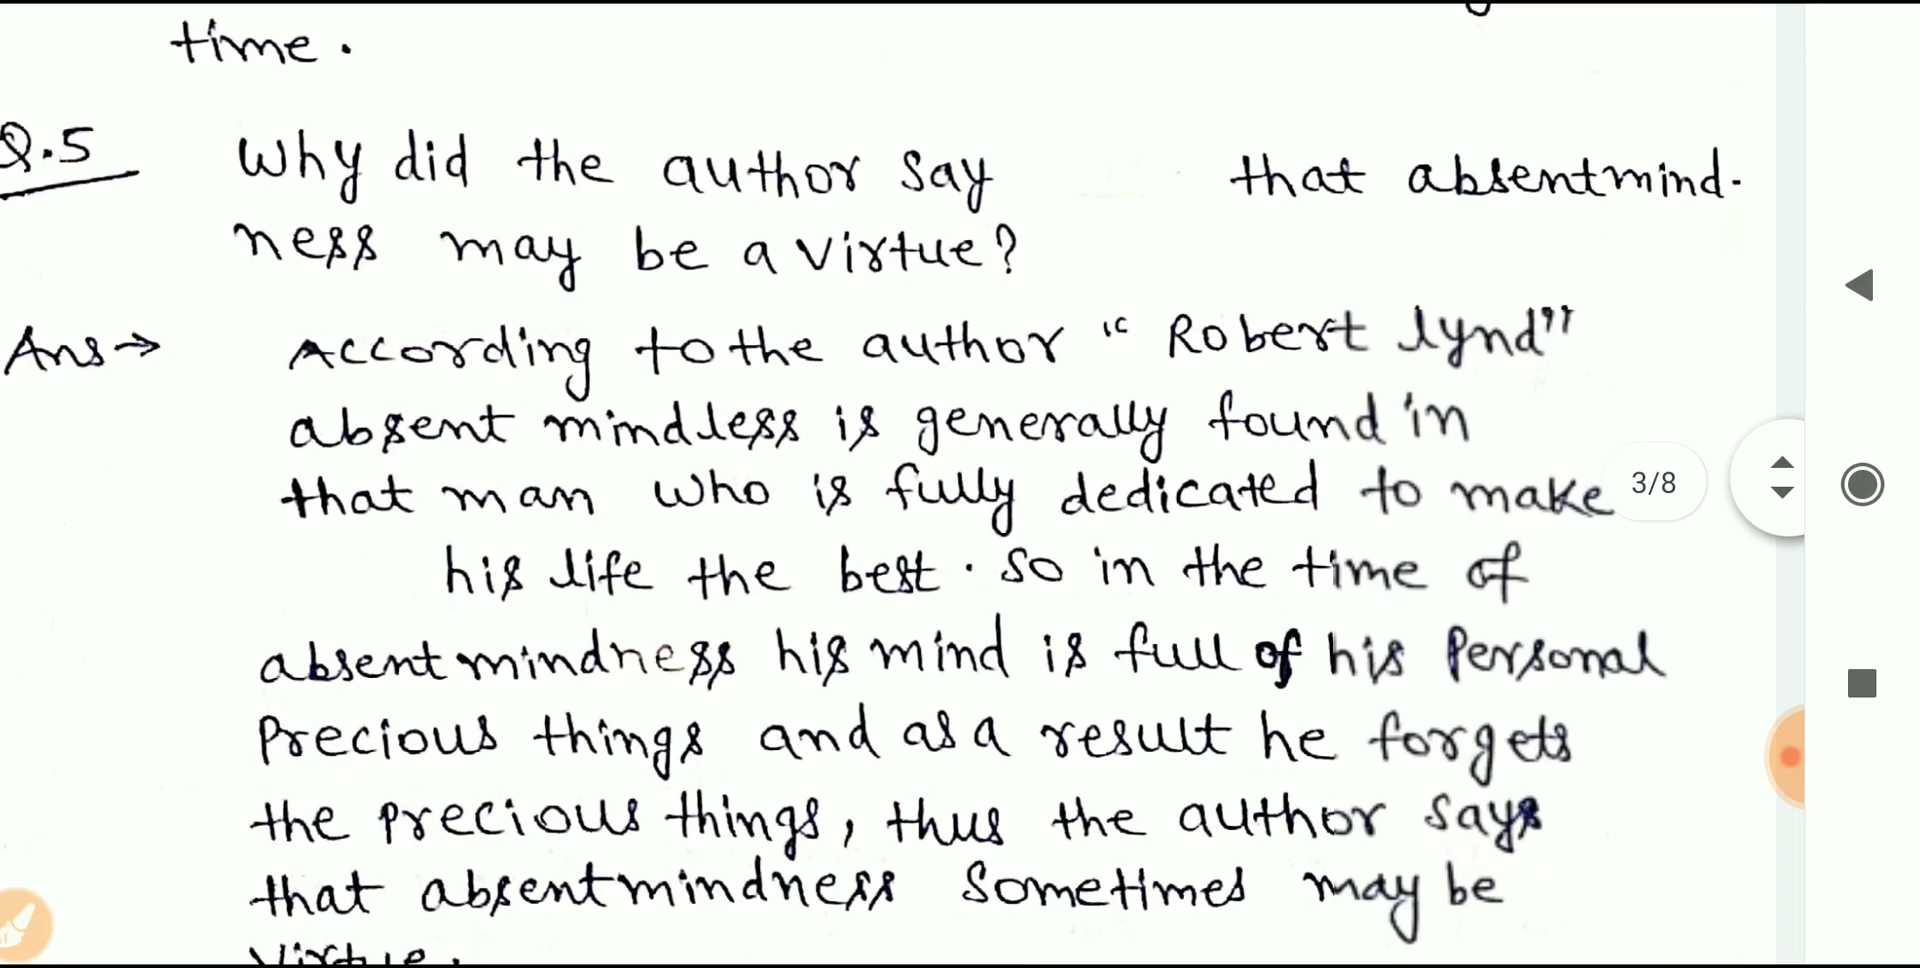 time.
Q.5 Why did the author say that absentmind-
ness may be a virtue?
Ans→ According to the author "Robert lynd"
absent mindless is generally found in
that man who is fully dedicated to make
3/8
his life the best. so in the time of
absentmindness his mind is full of his Personal
Precious things and as a result he forgets
the precious things, thus the author says
that absentmindness Sometimes may be
Virtue.